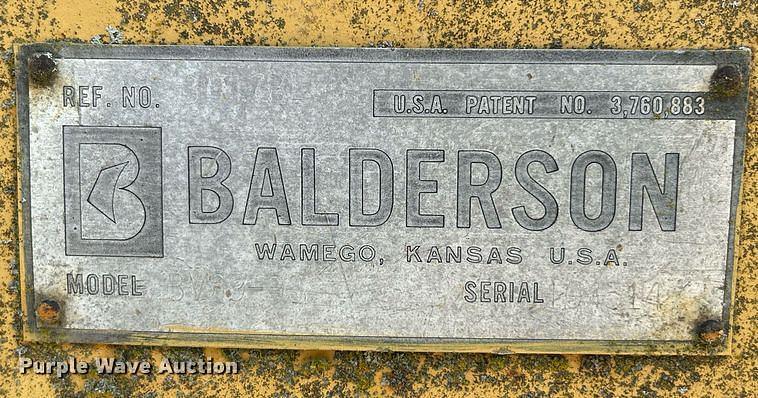 REF. NO.
U.S.A. PATENT NO. 3,760,883
BALDERSON
WAMEGO, KANSAS U.S.A.
MODEL
SERIAL
Purple Wave Auction